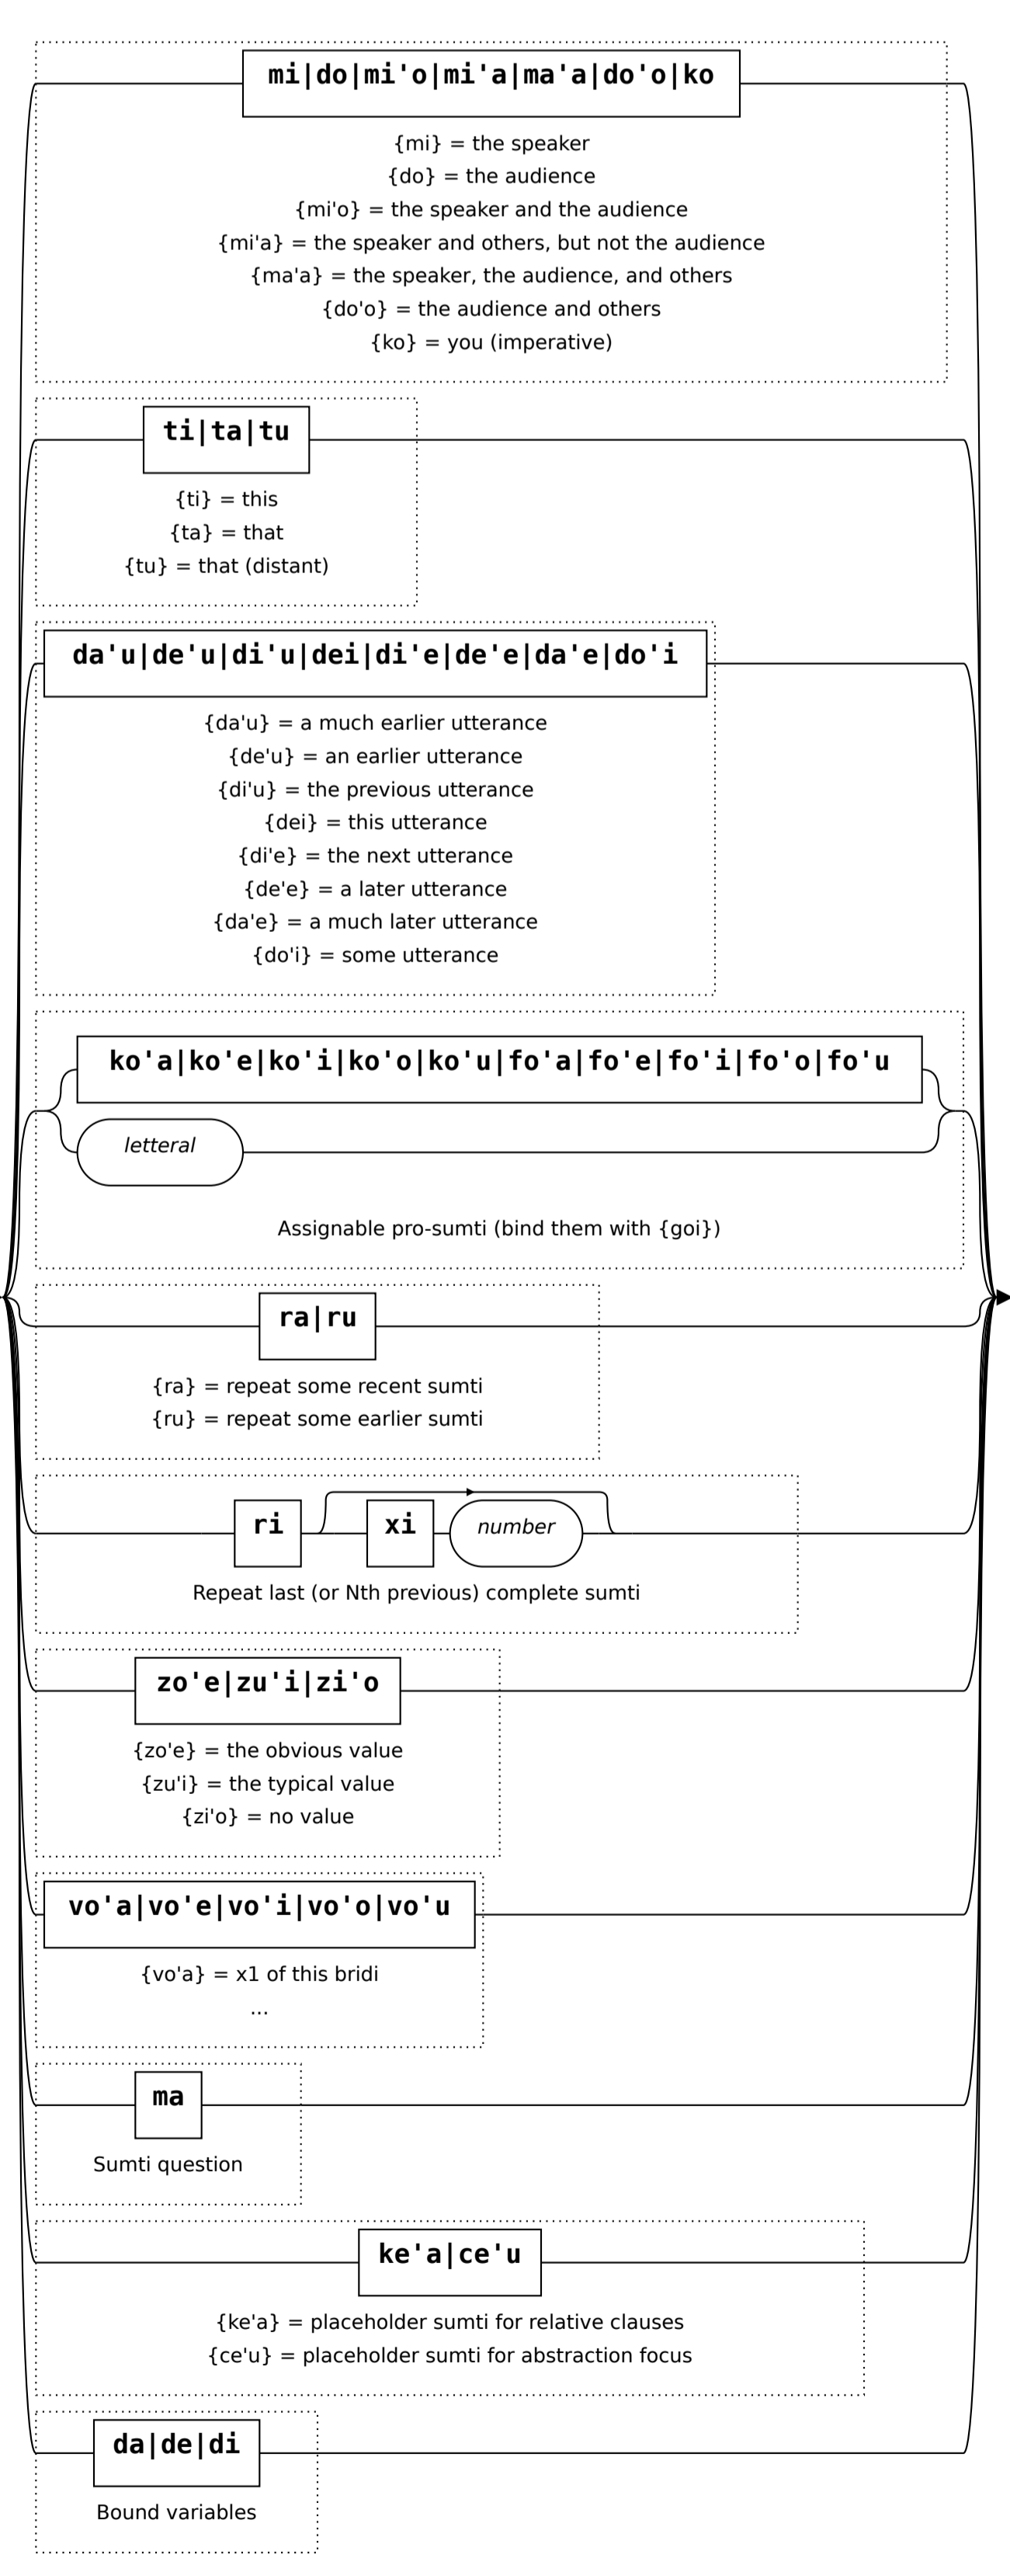 mi|do|mi'o|mi'a|ma'a|do'o|ko
{mi} = the speaker
{do} = the audience
{mi'o} = the speaker and the audience
{mi'a} = the speaker and others, but not the audience
{ma'a} = the speaker, the audience, and others
{do'o} = the audience and others
{ko} = you (imperative)
ti|ta|tu
{ti} = this
{ta} = that
{tu} = that (distant)
da'u|de'u|di'u|dei|di'e|de'e|da'e|do'i
{da'u} = a much earlier utterance
{de'u} = an earlier utterance
{di'u} = the previous utterance
{dei} = this utterance
{di'e} = the next utterance
{de'e} = a later utterance
{da'e} = a much later utterance
{do'i} = some utterance
ko'a|ko'e|ko'i|ko'o|ko'u|fo'a|fo'e|fo'i|fo'o|fo'u
letteral
Assignable pro-sumti (bind them with {goi})
ra|ru
{ra} = repeat some recent sumti
{ru} = repeat some earlier sumti
ri xi number
Repeat last (or Nth previous) complete sumti
zo'e|zu'i|zi'o
{zo'e} = the obvious value
{zu'i} = the typical value
{zi'o} = no value
vo'a|vo'e|vo'i|vo'o|vo'u
{vo'a} = x1 of this bridi
...
ma
Sumti question
ke'a|ce'u
{ke'a} = placeholder sumti for relative clauses
{ce'u} = placeholder sumti for abstraction focus
da|de|di
Bound variables